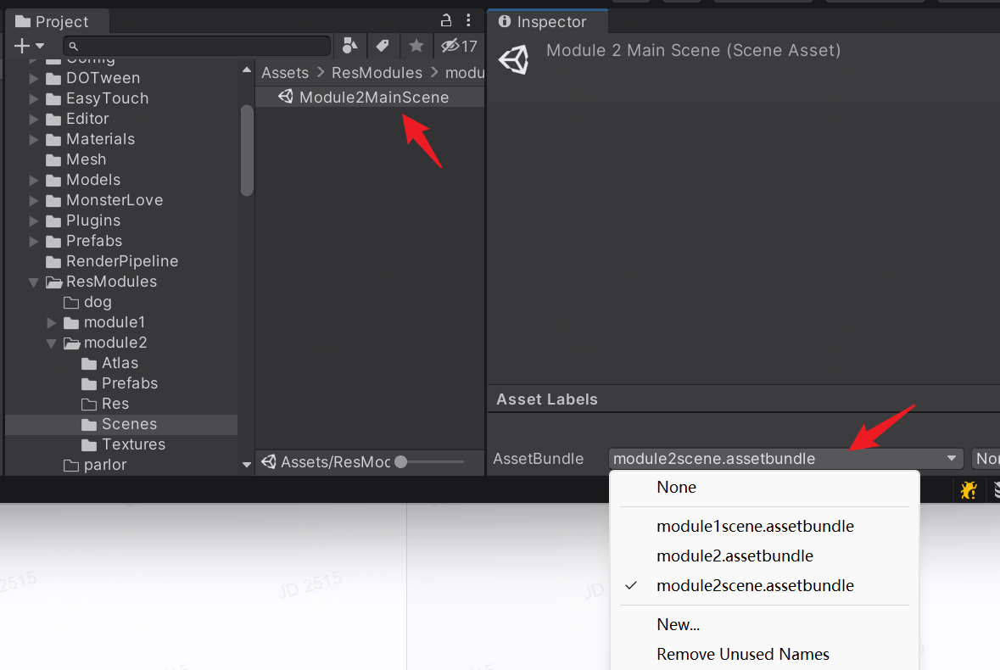 Project
17
Config
DOTween
EasyTouch
Editor
Materials
Mesh
Models
MonsterLove
Plugins
Prefabs
RenderPipeline
ResModules
dog
module1
module2
Atlas
Prefabs
Res
Scenes
Textures
parlor
Assets > ResModules > modu
Module2MainScene
Assets/ResMoc
Inspector
Module 2 Main Scene (Scene Asset)
Asset Labels
AssetBundle module2scene.assetbundle Non
None
module1scene.assetbundle
module2.assetbundle
module2scene.assetbundle
New...
Remove Unused Names
2515
JD 2515
JD